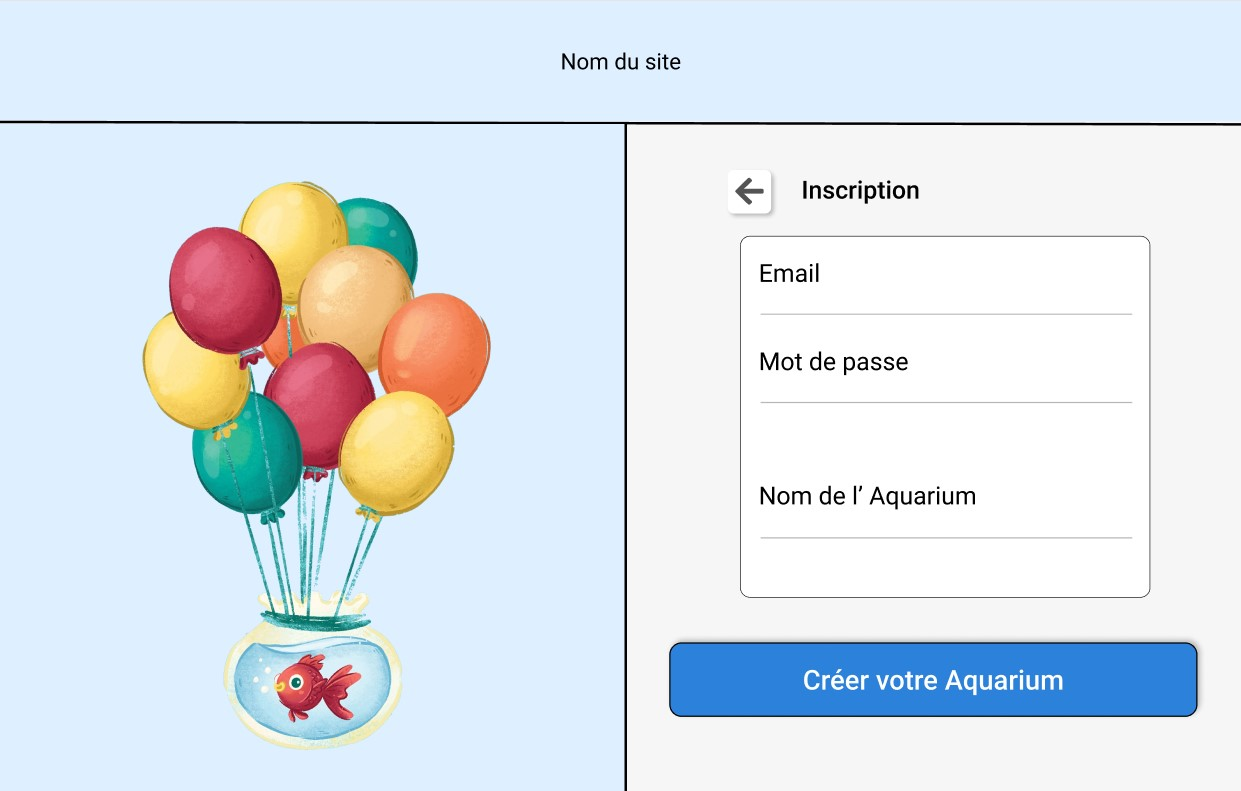 Nom du site
Inscription
Email
Mot de passe
Nom de l’ Aquarium
Créer votre Aquarium